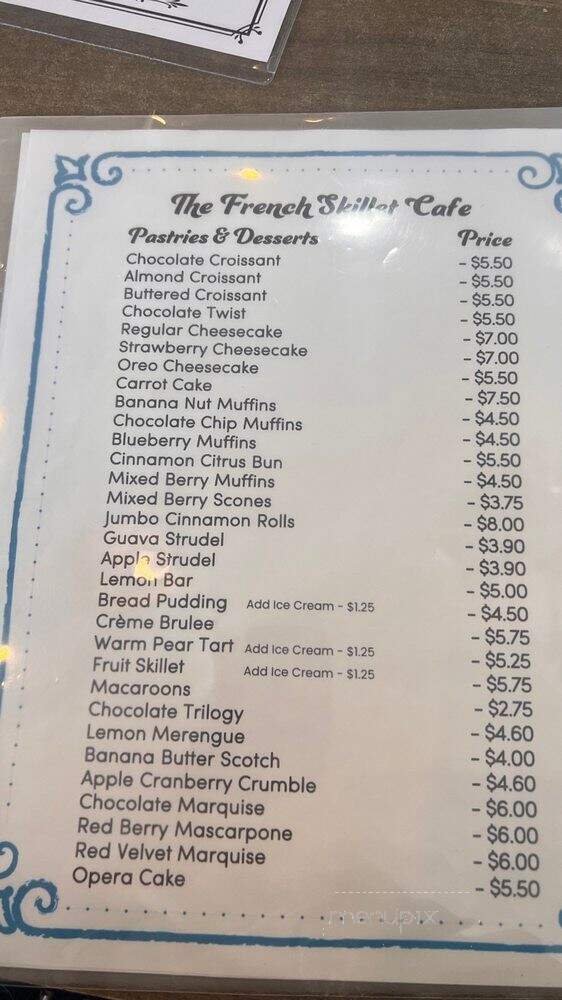 The French Skillet Cafe
Pastries & Desserts
Chocolate Croissant
Almond Croissant
Buttered Croissant
Chocolate Twist
Regular Cheesecake
Strawberry Cheesecake
Oreo Cheesecake
Carrot Cake
Banana Nut Muffins
Chocolate Chip Muffins
Blueberry Muffins
Cinnamon Citrus Bun
Mixed Berry Muffins
Mixed Berry Scones
Jumbo Cinnamon Rolls
Guava Strudel
Apple Strudel
Lemon Bar
Bread Pudding Add Ice Cream - $1.25
Crème Brulee
Warm Pear Tart Add Ice Cream - $1.25
Fruit Skillet Add Ice Cream - $1.25
Macaroons
Chocolate Trilogy
Lemon Merengue
Banana Butter Scotch
Apple Cranberry Crumble
Chocolate Marquise
Red Berry Mascarpone
Red Velvet Marquise
Opera Cake
Price
- $5.50
- $5.50
- $5.50
- $5.50
- $7.00
- $7.00
- $5.50
- $7.50
- $4.50
- $4.50
- $5.50
- $4.50
- $3.75
- $8.00
- $3.90
- $3.90
- $5.00
- $4.50
- $5.75
- $5.25
- $5.75
- $2.75
- $4.60
- $4.00
- $4.60
- $6.00
- $6.00
- $6.00
- $5.50
menupix